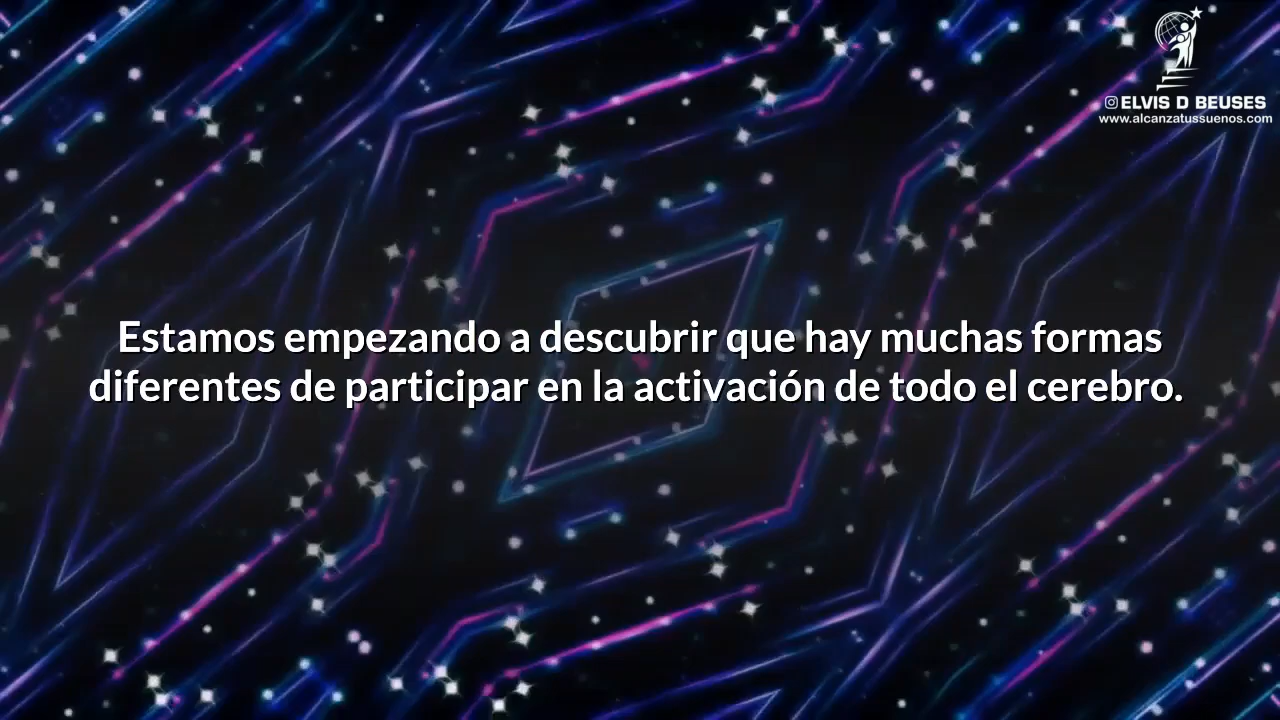 ELVIS D BEUSES
www.alcanzatussuenos.com
Estamos empezando a descubrir que hay muchas formas
diferentes de participar en la activación de todo el cerebro.